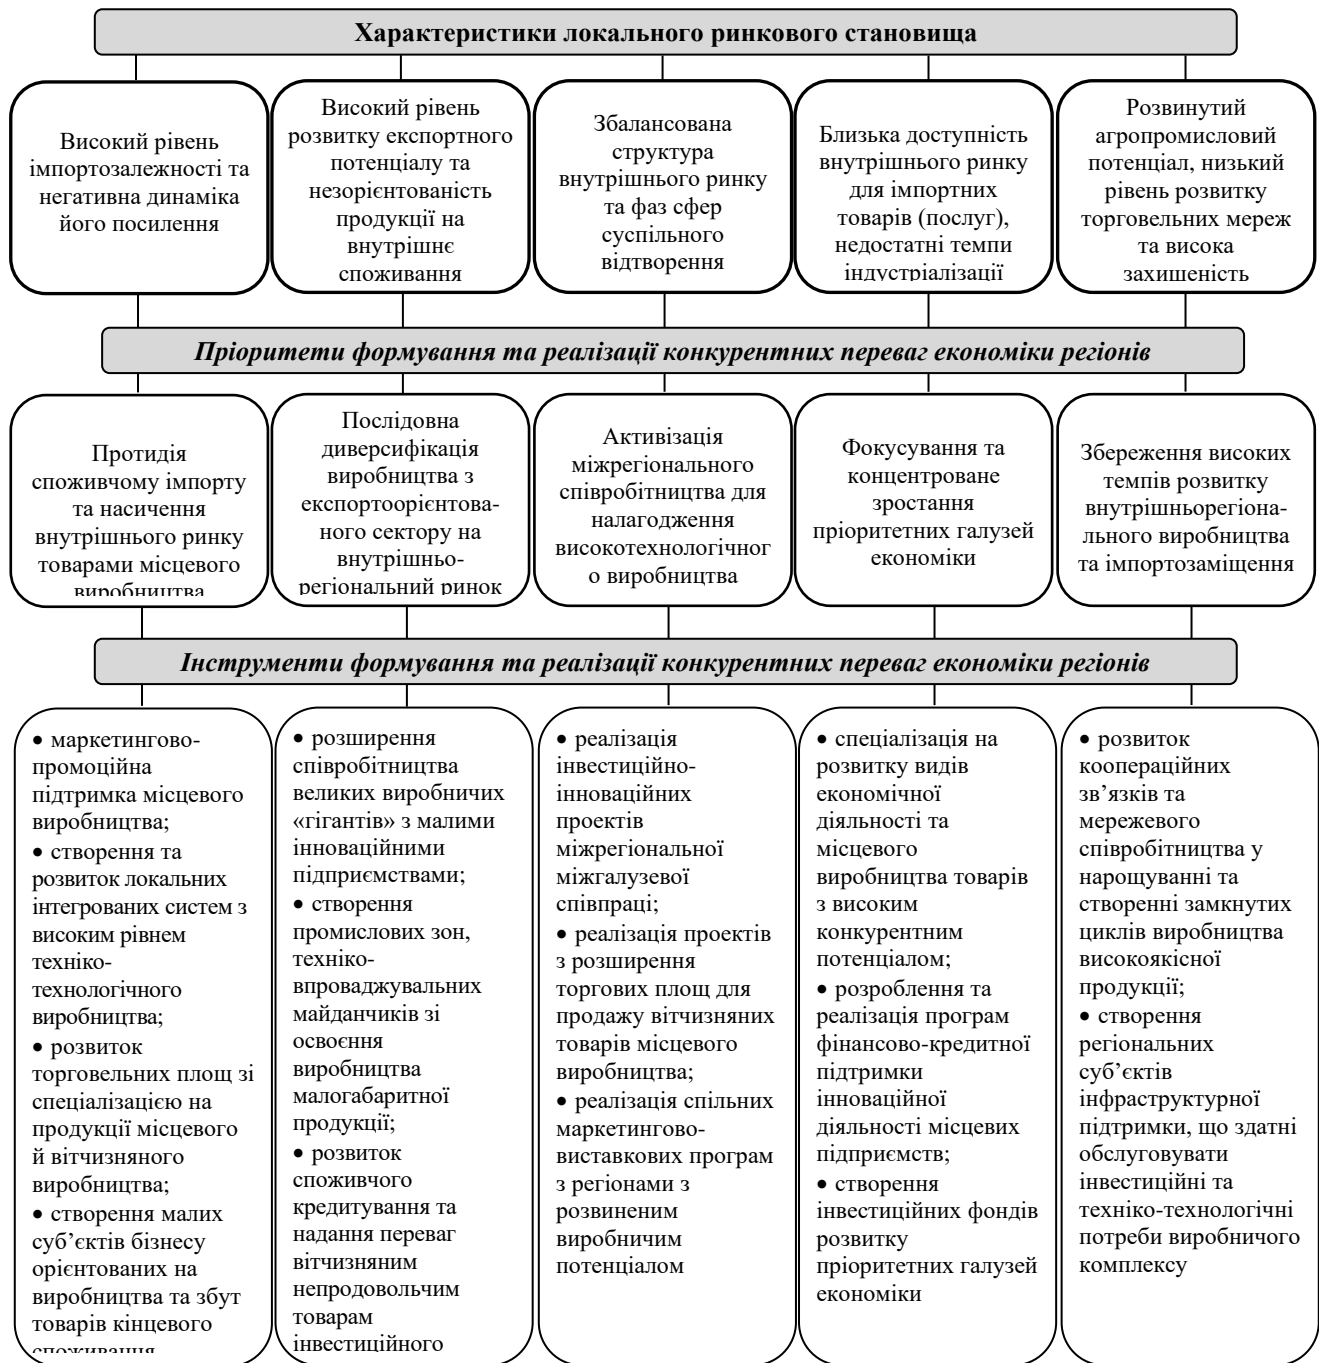 Характеристики локального ринкового становища
Високий рівень
імпортозалежності та
негативна динаміка
його посилення
Високий рівень
розвитку експортного
потенціалу та
незорієнтованість
продукції на
внутрішнє
споживання
Збалансована
структура
внутрішнього ринку
та фаз сфер
суспільного
відтворення
Близька доступність
внутрішнього ринку
для імпортних
товарів (послуг),
недостатні темпи
індустріалізації
Розвинутий
агропромисловий
потенціал, низький
рівень розвитку
торговельних мереж
та висока
захищеність
Пріоритети формування та реалізації конкурентних переваг економіки регіонів
Протидія
споживчому імпорту
та насичення
внутрішнього ринку
товарами місцевого
виробництва
Послідовна
диверсифікація
виробництва з
експортоорієнтова-
ного сектору на
внутрішньо-
регіональний ринок
Активізація
міжрегіонального
співробітництва для
налагодження
високотехнологічног
о виробництва
Фокусування та
концентроване
зростання
пріоритетних галузей
економіки
Збереження високих
темпів розвитку
внутрішньорегіона-
льного виробництва
та імпортозаміщення
Інструменти формування та реалізації конкурентних переваг економіки регіонів
• маркетингово-
промоційна
підтримка місцевого
виробництва;
• створення та
розвиток локальних
інтегрованих систем з
високим рівнем
техніко-
технологічного
виробництва;
• розвиток
торговельних площ зі
спеціалізацією на
продукції місцевого
й вітчизняного
виробництва;
• створення малих
суб’єктів бізнесу
орієнтованих на
виробництва та збут
товарів кінцевого
споживання
• розширення
співробітництва
великих виробничих
«гігантів» з малими
інноваційними
підприємствами;
• створення
промислових зон,
техніко-
впроваджувальних
майданчиків зі
освоєння
виробництва
малогабаритної
продукції;
• розвиток
споживчого
кредитування та
надання переваг
вітчизняним
непродовольчим
товарам
інвестиційного
• реалізація
інвестиційно-
інноваційних
проектів
міжрегіональної
міжгалузевої
співпраці;
• реалізація проектів
з розширення
торгових площ для
продажу вітчизняних
товарів місцевого
виробництва;
• реалізація спільних
маркетингово-
виставкових програм
з регіонами з
розвиненим
виробничим
потенціалом
• спеціалізація на
розвитку видів
економічної
діяльності та
місцевого
виробництва товарів
з високим
конкурентним
потенціалом;
• розроблення та
реалізація програм
фінансово-кредитної
підтримки
інноваційної
діяльності місцевих
підприємств;
• створення
інвестиційних фондів
розвитку
пріоритетних галузей
економіки
• розвиток
коопераційних
зв’язків та
мережевого
співробітництва у
нарощуванні та
створенні замкнутих
циклів виробництва
високоякісної
продукції;
• створення
регіональних
суб’єктів
інфраструктурної
підтримки, що здатні
обслуговувати
інвестиційні та
техніко-технологічні
потреби виробничого
комплексу